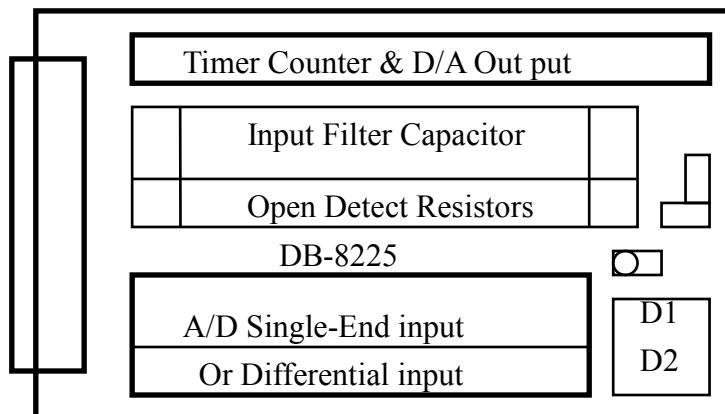 Timer Counter & D/A Out put
Input Filter Capacitor
Open Detect Resistors
DB-8225
A/D Single-End input
Or Differential input
D1
D2